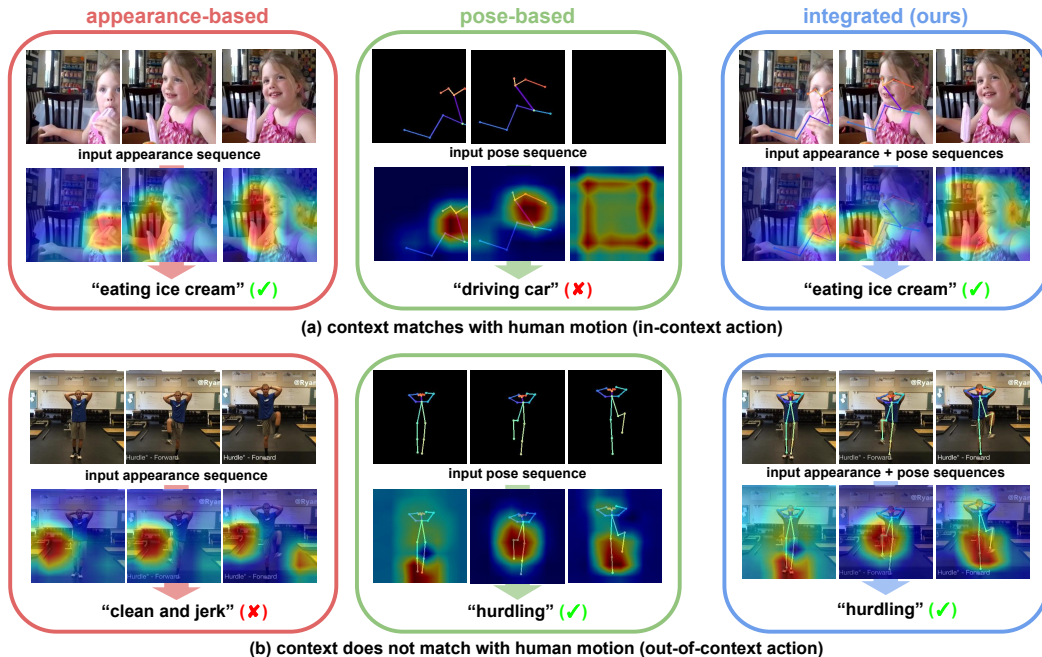 appearance-based
pose-based
integrated (ours)
input appearance sequence
input pose sequence
input appearance + pose sequences
“eating ice cream” (✓)
“driving car” (✘)
“eating ice cream” (✓)
(a) context matches with human motion (in-context action)
@Ryan
Hurdle" - Forward
@Ryan
Hurdle" - Forward
input appearance sequence
input pose sequence
input appearance + pose sequences
Hurdle" - Forward
Hurdle" - Forward
“clean and jerk” (✘)
“hurdling” (✓)
“hurdling” (✓)
(b) context does not match with human motion (out-of-context action)